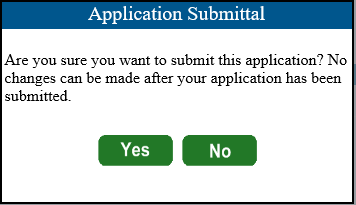 Application Submittal
Are you sure you want to submit this application? No
changes can be made after your application has been
submitted.
Yes No